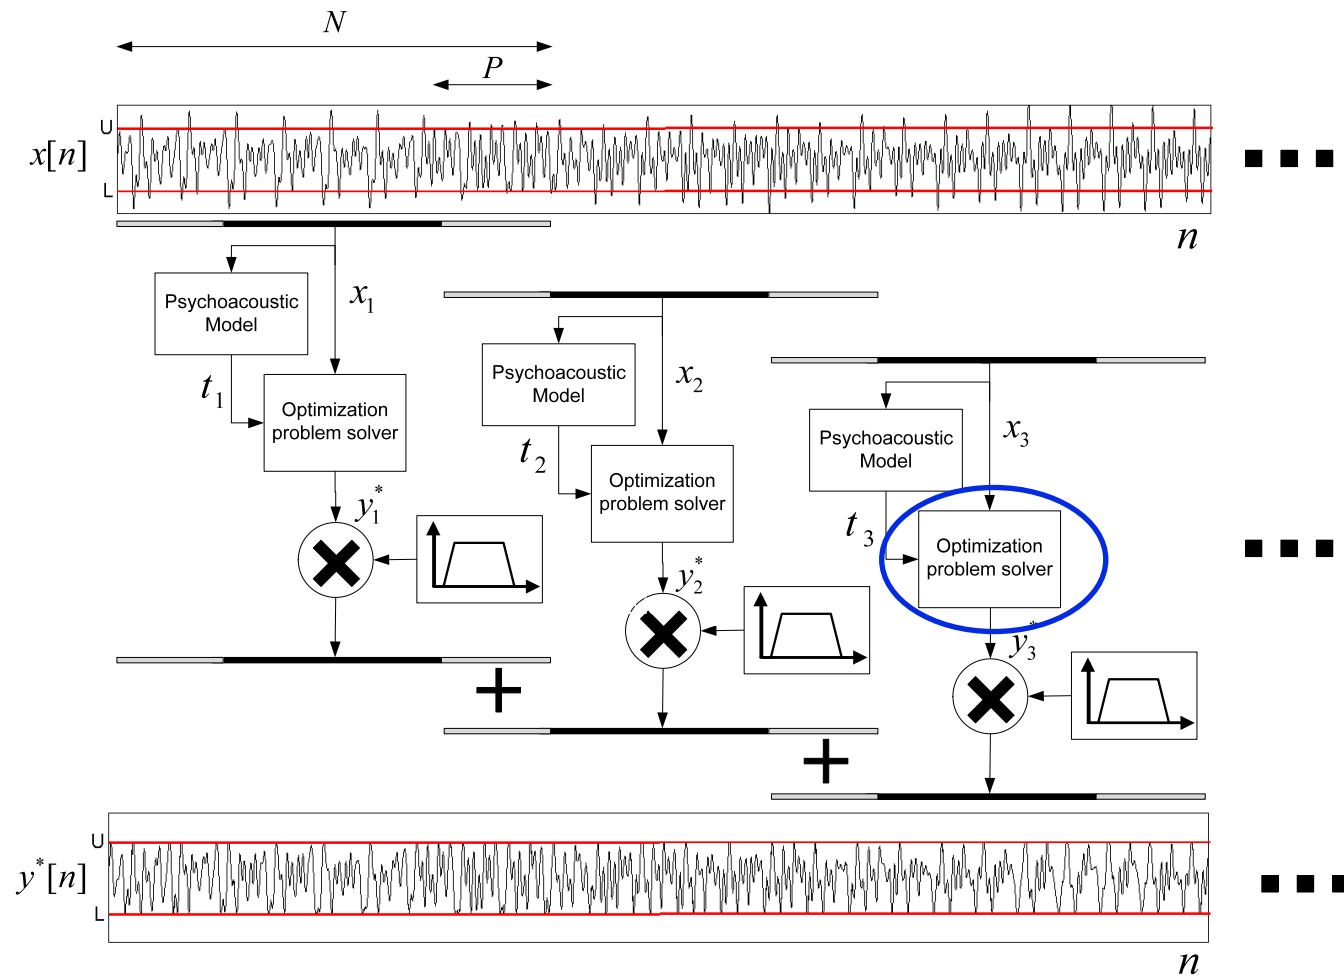 N
P
U
x[n]
L
n
Psychoacoustic
Model
x1
t1
Optimization
problem solver
y1*
Psychoacoustic
Model
x2
t2
Optimization
problem solver
y2*
Psychoacoustic
Model
x3
t3
Optimization
problem solver
y3*
+
+
U
y*[n]
L
n